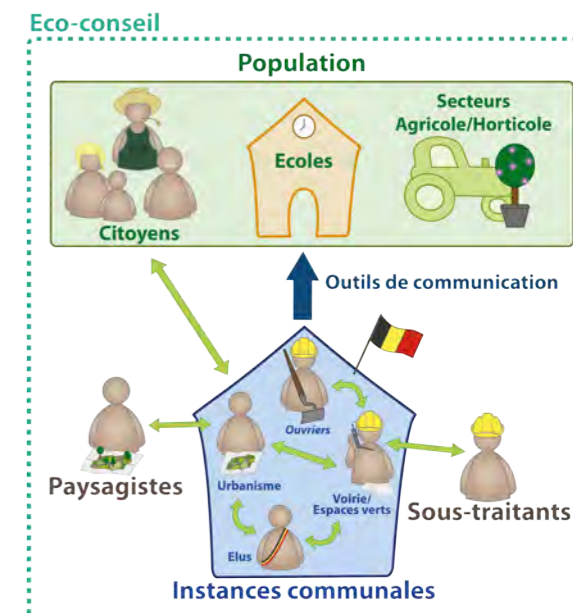 Eco-conseil
Population
Secteurs
Agricole/Horticole
Ecoles
Citoyens
Outils de communication
Ouvriers
Urbanisme
Voirie/
Espaces verts
Paysagistes
Sous-traitants
Elus
Instances communales